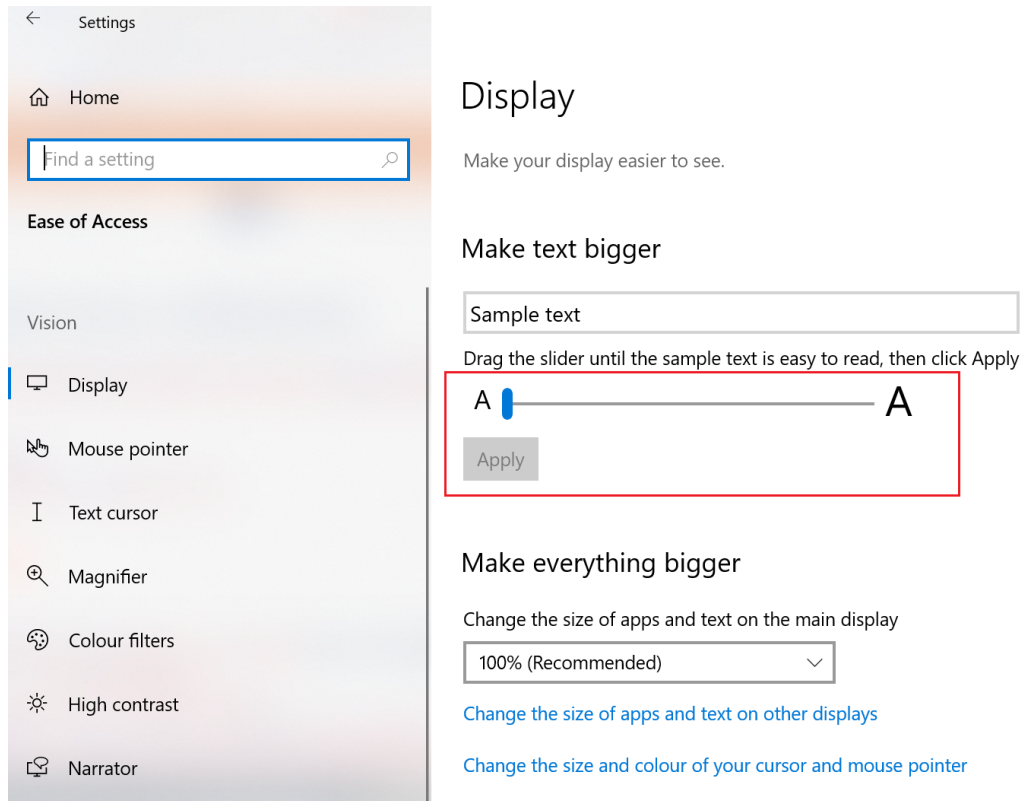 Settings
Home
Find a setting
Ease of Access
Vision
Display
Mouse pointer
Text cursor
Magnifier
Colour filters
High contrast
Narrator
Display
Make your display easier to see.
Make text bigger
Sample text
Drag the slider until the sample text is easy to read, then click Apply
A A
Apply
Make everything bigger
Change the size of apps and text on the main display
100% (Recommended)
Change the size of apps and text on other displays
Change the size and colour of your cursor and mouse pointer